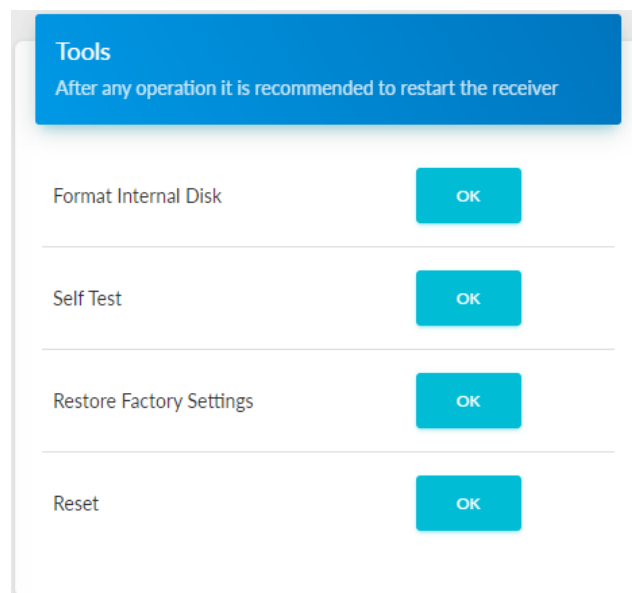 Tools
After any operation it is recommended to restart the receiver
Format Internal Disk OK
Self Test OK
Restore Factory Settings OK
Reset OK